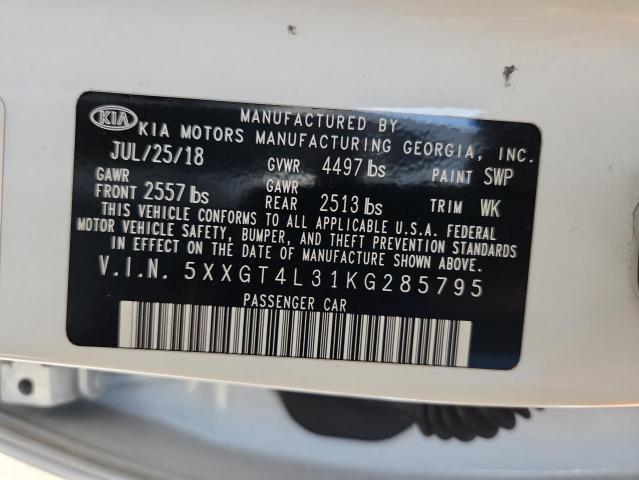 MANUFACTURED BY
KIA KIA MOTORS MANUFACTURING GEORGIA, INC.
JUL/25/18 GVWR 4497 lbs PAINT SWP
GAWR FRONT 2557 lbs GAWR REAR 2513 lbs TRIM WK
THIS VEHICLE CONFORMS TO ALL APPLICABLE U.S.A. FEDERAL
MOTOR VEHICLE SAFETY, BUMPER, AND THEFT PREVENTION STANDARDS
IN EFFECT ON THE DATE OF MANUFACTURE SHOWN ABOVE.
V.I.N. 5XXGT4L31KG285795
PASSENGER CAR